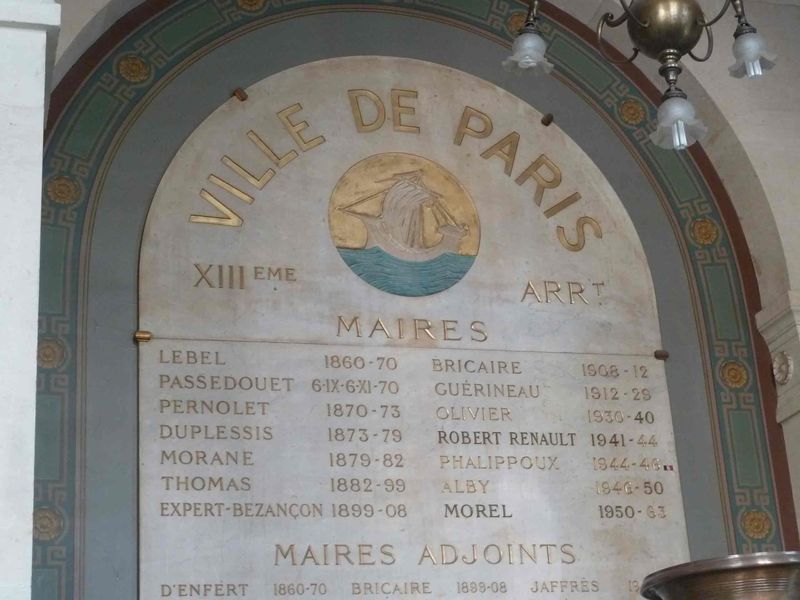 VILLE DE PARIS
XIIIEME ARRT
MAIRES
LEBEL 1860-70
PASSEDOUET 6·IX·6·XI-70
PERNOLET 1870-73
DUPLESSIS 1873-79
MORANE 1879-82
THOMAS 1882-99
EXPERT-BEZANÇON 1899-08
BRICAIRE 1908-12
GUÉRINEAU 1912-29
OLIVIER 1930-40
ROBERT RENAULT 1941-44
PHALIPPOUX 1944-46
ALBY 1946-50
MOREL 1950-63
MAIRES ADJOINTS
D'ENFERT 1860-70 BRICAIRE 1899-08 JAFFRÈS